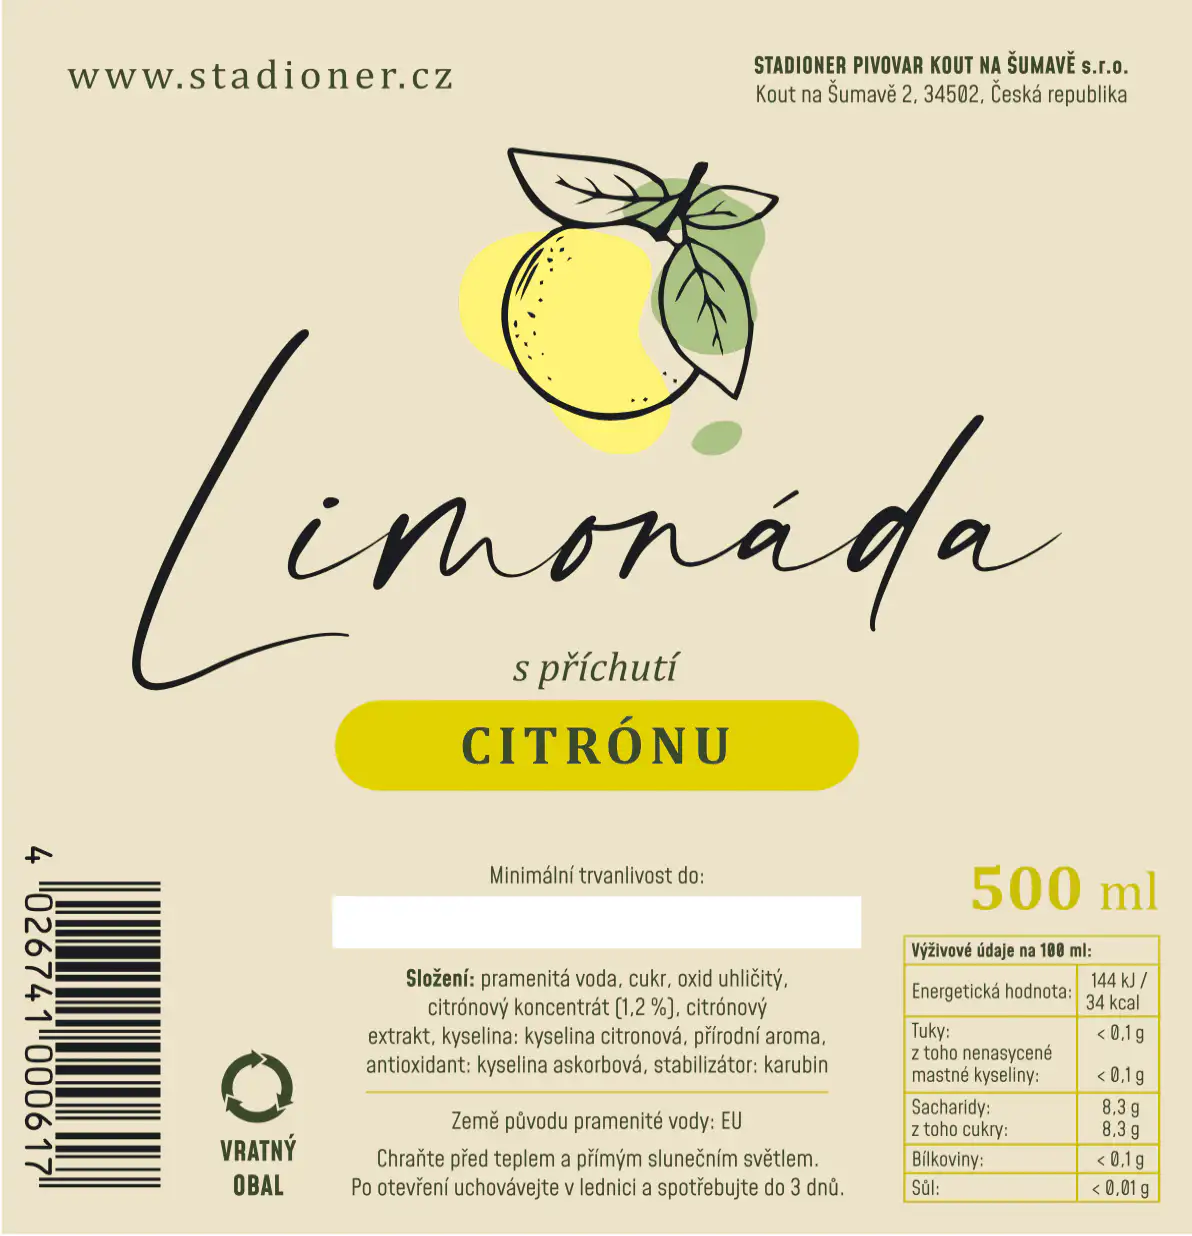 www.stadioner.cz
STADIONER PIVOVAR KOUT NA ŠUMAVĚ s.r.o.
Kout na Šumavě 2, 34502, Česká republika
Limonáda
s příchutí
CITRÓNU
4 026741 000617
VRATNÝ
OBAL
Minimální trvanlivost do:
Složení: pramenitá voda, cukr, oxid uhličitý,
citrónový koncentrát (1,2 %), citrónový
extrakt, kyselina: kyselina citronová, přírodní aroma,
antioxidant: kyselina askorbová, stabilizátor: karubin
Země původu pramenité vody: EU
Chraňte před teplem a přímým slunečním světlem.
Po otevření uchovávejte v lednici a spotřebujte do 3 dnů.
500 ml
Výživové údaje na 100 ml:
Energetická hodnota: 144 kJ /
34 kcal
Tuky: < 0,1 g
z toho nenasycené
mastné kyseliny: < 0,1 g
Sacharidy: 8,3 g
z toho cukry: 8,3 g
Bílkoviny: < 0,1 g
Sůl: < 0,01 g